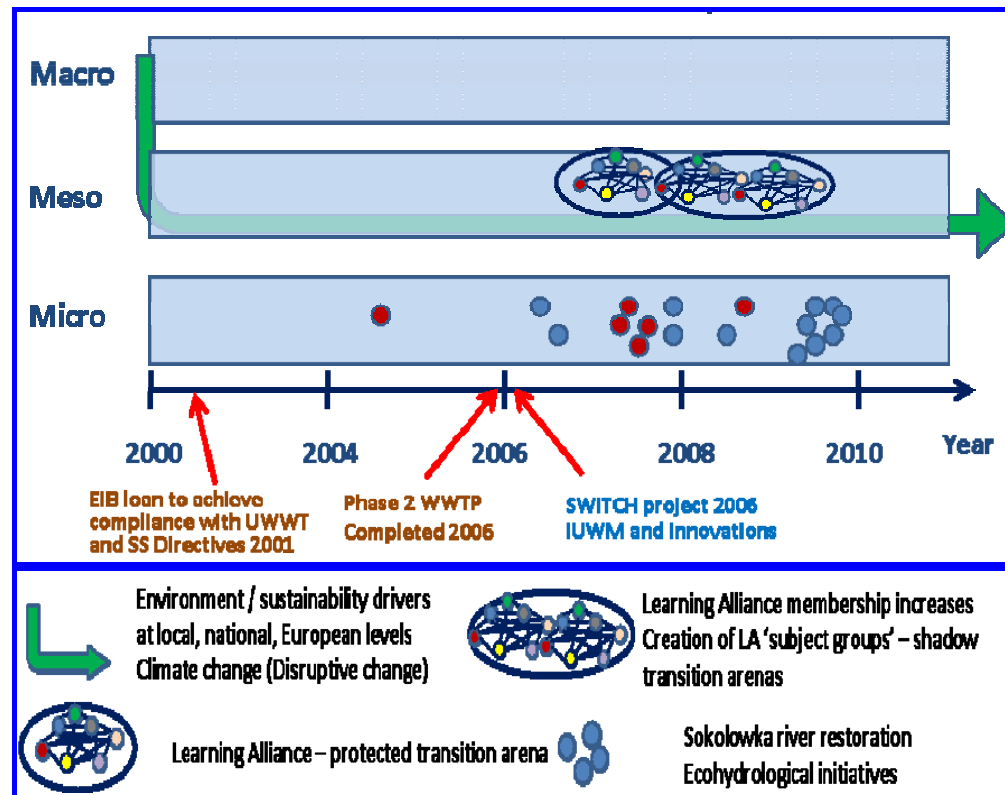 Macro
Meso
Micro
2000
2004
2006
2008
2010
Year
EIB loan to achieve
compliance with UWWT
and SS Directives 2001
Phase 2 WWTP
Completed 2006
SWITCH project 2006
IUWM and Innovations
Environment / sustainability drivers
at local, national, European levels
Climate change (Disruptive change)
Learning Alliance membership increases
Creation of LA ‘subject groups’ – shadow
transition arenas
Learning Alliance – protected transition arena
Sokolowka river restoration
Ecohydrological initiatives